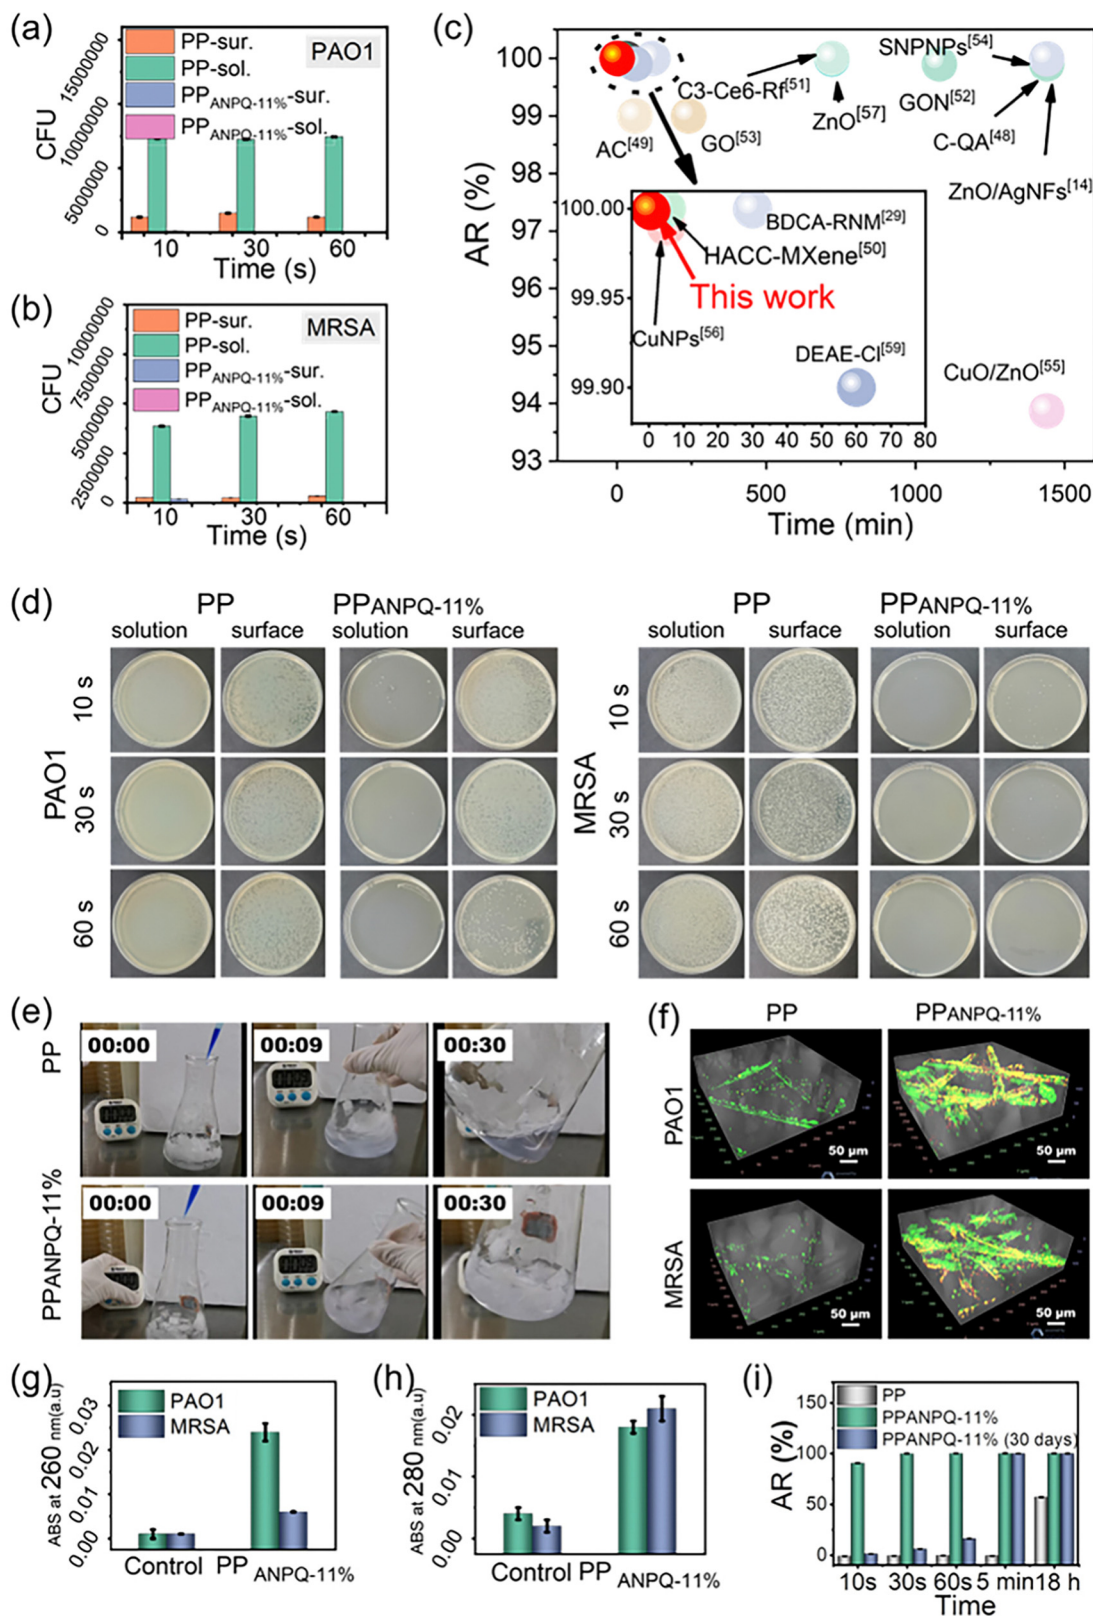 (a)
PP-sur.
PP-sol.
PPANPQ-11%-sur.
PPANPQ-11%-sol.
PAO1
CFU
15000000
10000000
5000000
0
10 30 60
Time (s)
(b)
PP-sur.
PP-sol.
PPANPQ-11%-sur.
PPANPQ-11%-sol.
MRSA
CFU
10000000
7500000
5000000
2500000
0
10 30 60
Time (s)
(c)
AR (%)
100
99
98
97
96
95
94
93
SNPNPs[54]
C3-Ce6-Rf[51]
ZnO[57]
GON[52]
C-QA[48]
ZnO/AgNFs[14]
AC[49]
GO[53]
100.00
99.95
99.90
BDCA-RNM[29]
HACC-MXene[50]
This work
CuNPs[56]
DEAE-Cl[59]
CuO/ZnO[55]
0 10 20 30 40 50 60 70 80
0 500 1000 1500
Time (min)
(d)
PP PPANPQ-11% PP PPANPQ-11%
solution surface solution surface solution surface solution surface
PAO1
10 s
30 s
60 s
MRSA
10 s
30 s
60 s
(e)
PP
00:00 00:09 00:30
PPANPQ-11%
00:00 00:09 00:30
(f)
PP PPANPQ-11%
PAO1
50 μm 50 μm
MRSA
50 μm 50 μm
(g)
PAO1
MRSA
ABS at 260 nm(a.u)
0.03
0.02
0.01
0.00
Control PP ANPQ-11%
(h)
PAO1
MRSA
ABS at 280 nm(a.u)
0.02
0.01
0.00
Control PP ANPQ-11%
(i)
PP
PPANPQ-11%
PPANPQ-11% (30 days)
AR (%)
150
100
50
0
10s 30s 60s 5 min 18 h
Time